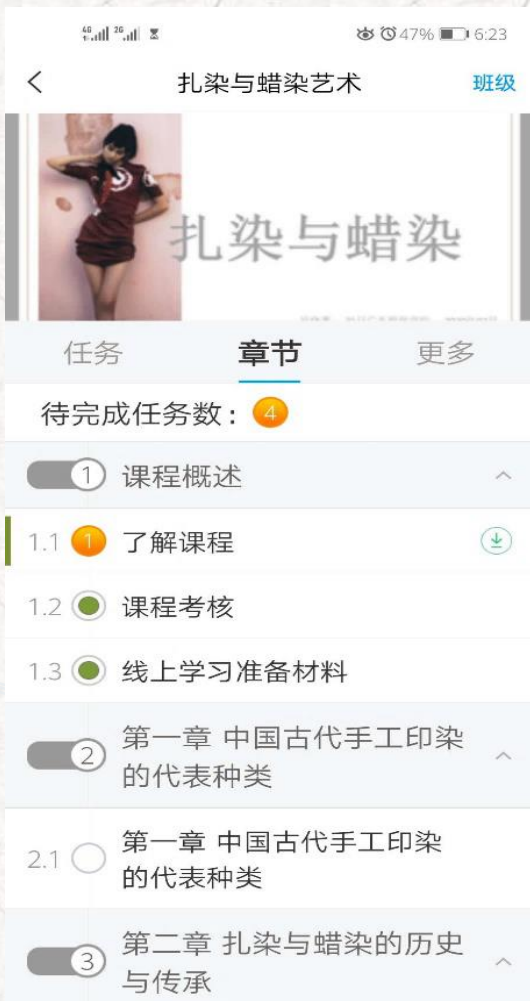 4G 2G 47% 6:23
扎染与蜡染艺术 班级
扎染与蜡染
任务 章节 更多
待完成任务数: 4
1 课程概述
1.1 1 了解课程
1.2 课程考核
1.3 线上学习准备材料
2 第一章 中国古代手工印染
的代表种类
2.1 第一章 中国古代手工印染
的代表种类
3 第二章 扎染与蜡染的历史
与传承